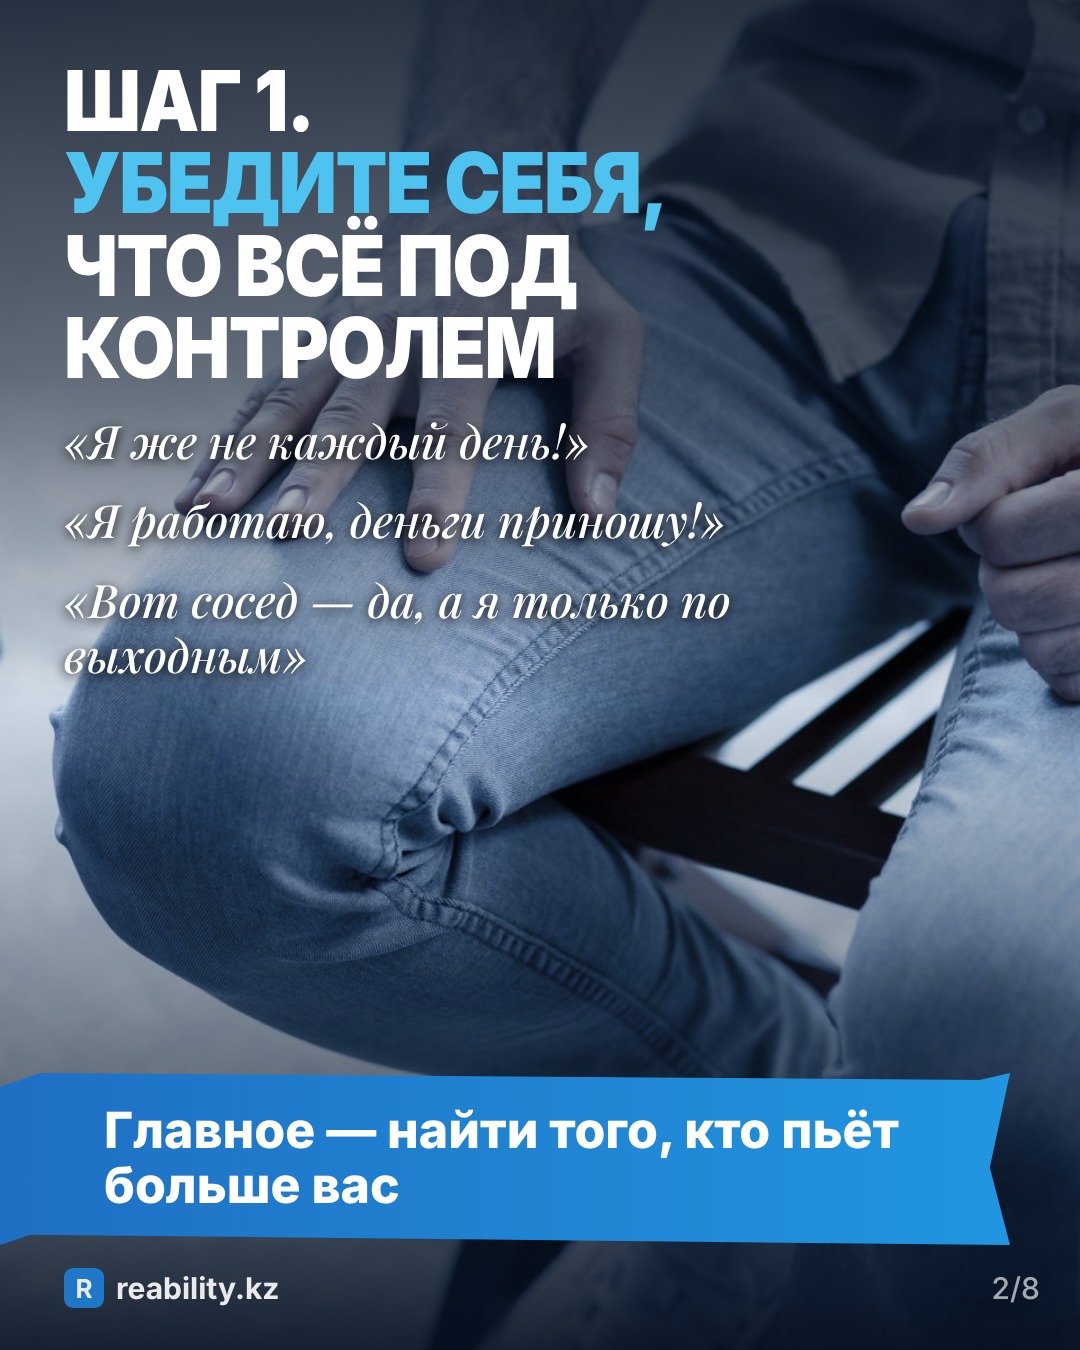 ШАГ 1.
УБЕДИТЕ СЕБЯ,
ЧТО ВСЁ ПОД
КОНТРОЛЕМ
«Я же не каждый день!»
«Я работаю, деньги приношу!»
«Вот сосед — да, а я только по
выходным»
Главное — найти того, кто пьёт
больше вас
R reability.kz
2/8